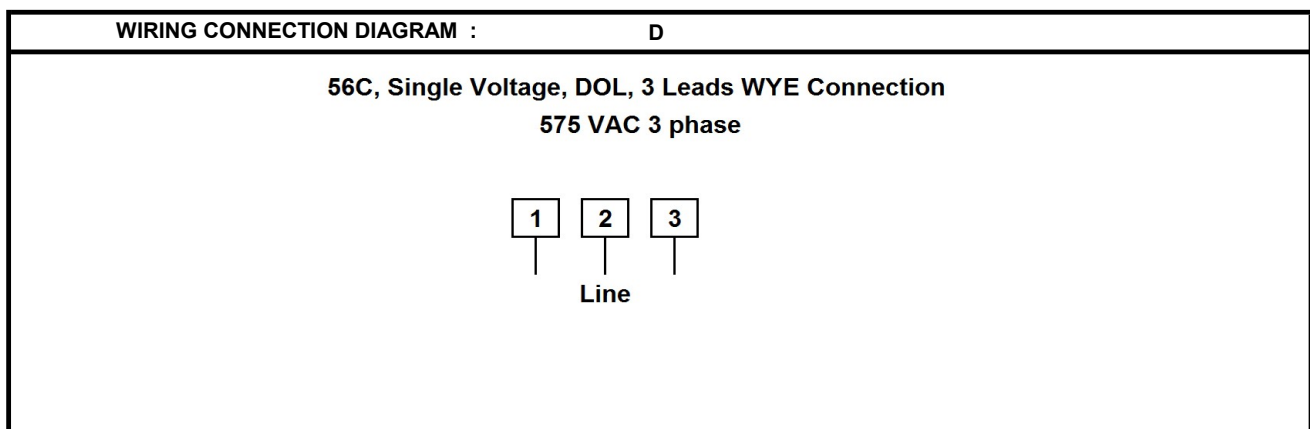 WIRING CONNECTION DIAGRAM : D
56C, Single Voltage, DOL, 3 Leads WYE Connection
575 VAC 3 phase
1 2 3
Line